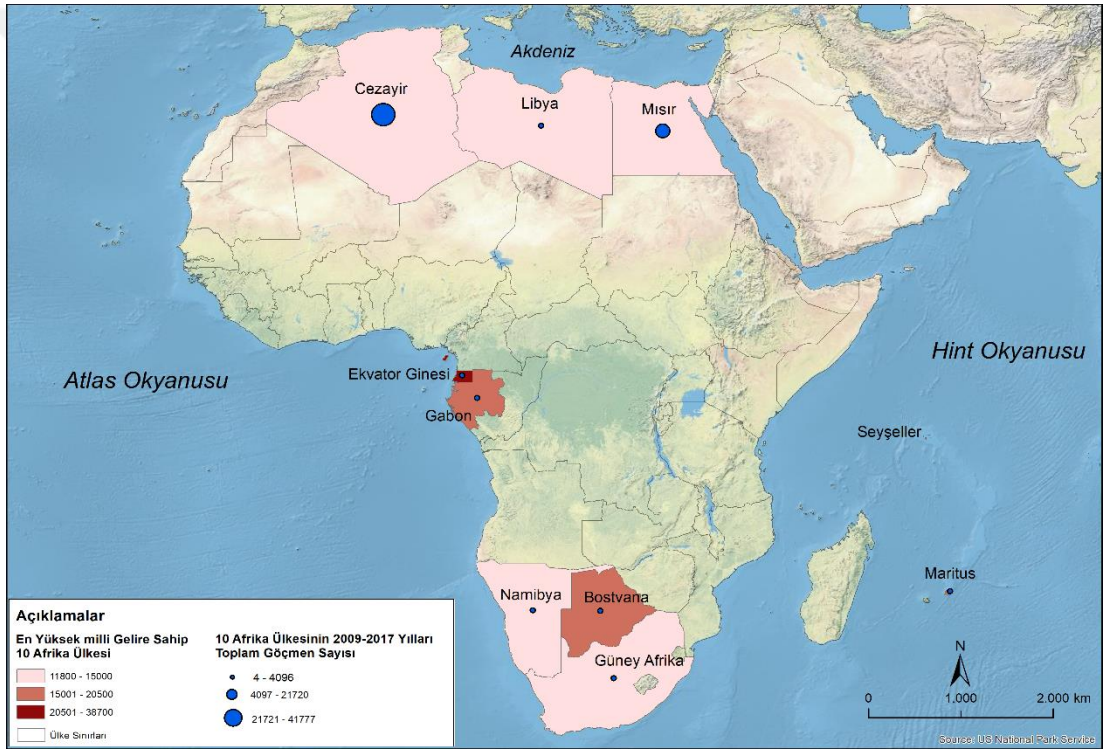 Akdeniz
Cezayir
Libya
Mısır
Hint Okyanusu
Atlas Okyanusu
Ekvator Ginesi
Gabon
Seyşeller
Maritus
Namibya
Bostvana
Güney Afrika
Açıklamalar
En Yüksek milli Gelire Sahip
10 Afrika Ülkesi
11800 - 15000
15001 - 20500
20501 - 38700
Ülke Sınırları
10 Afrika Ülkesinin 2009-2017 Yılları
Toplam Göçmen Sayısı
4 - 4096
4097 - 21720
21721 - 41777
N
0 1.000 2.000 km
Source: US National Park Service